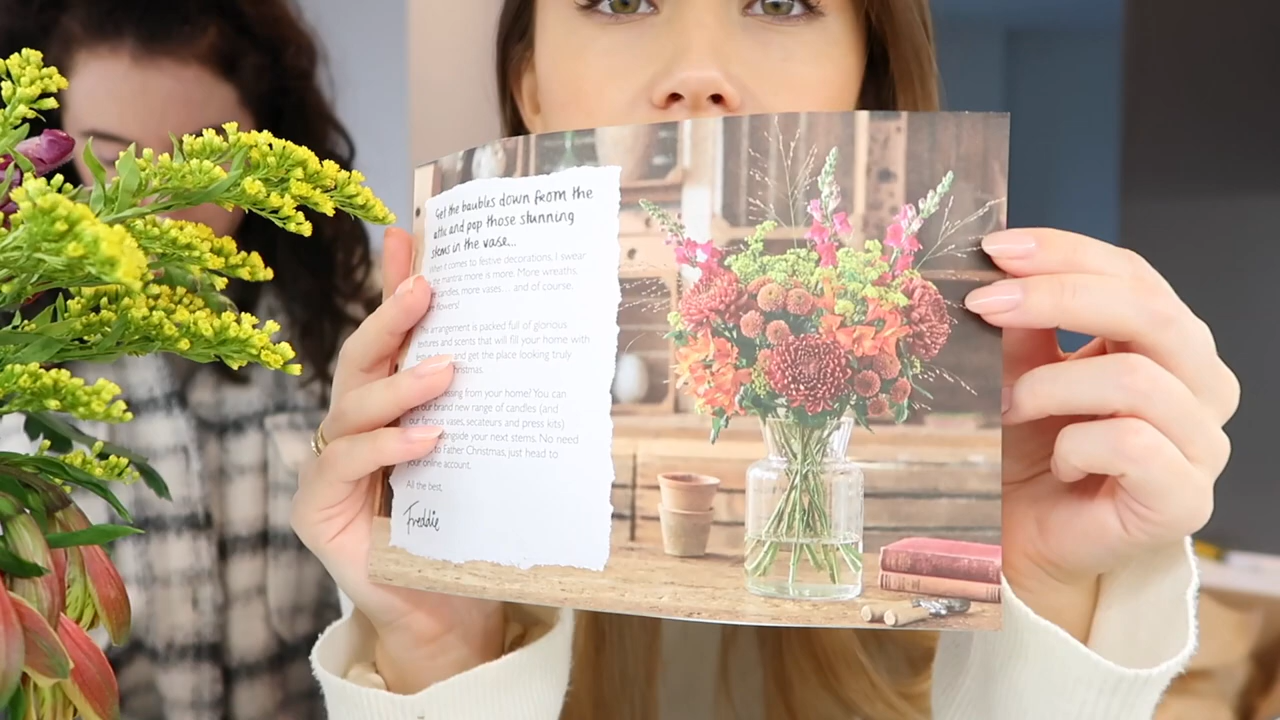 Get the baubles down from the
attic and pop those stunning
stems in the vase...
When it comes to festive decorations, I swear
the mantra: more is more. More wreaths,
candles, more vases... and of course,
flowers!
This arrangement is packed full of glorious
textures and scents that will fill your home with
and get the place looking truly
missing from your home? You can
our brand new range of candles (and
our famous vases, secateurs and press kits)
alongside your next stems. No need
to Father Christmas, just head to
your online account.
All the best,
Freddie